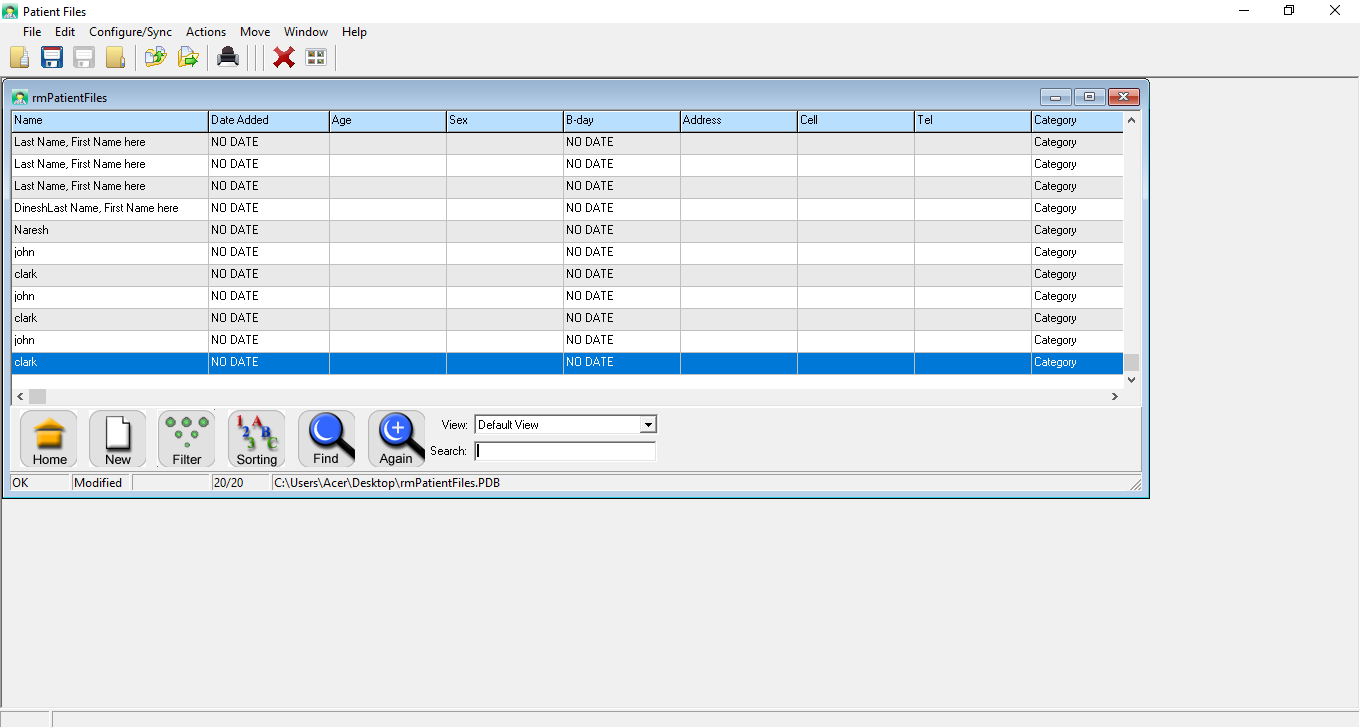 Patient Files
File Edit Configure/Sync Actions Move Window Help
rmPatientFiles
Name Date Added Age Sex B-day Address Cell Tel Category
Last Name, First Name here NO DATE NO DATE Category
Last Name, First Name here NO DATE NO DATE Category
Last Name, First Name here NO DATE NO DATE Category
DineshLast Name, First Name here NO DATE NO DATE Category
Naresh NO DATE NO DATE Category
john NO DATE NO DATE Category
clark NO DATE NO DATE Category
john NO DATE NO DATE Category
clark NO DATE NO DATE Category
john NO DATE NO DATE Category
clark NO DATE NO DATE Category
View: Default View
Search:
Home New Filter Sorting Find Again
OK Modified 20/20 C:\Users\Acer\Desktop\rmPatientFiles.PDB